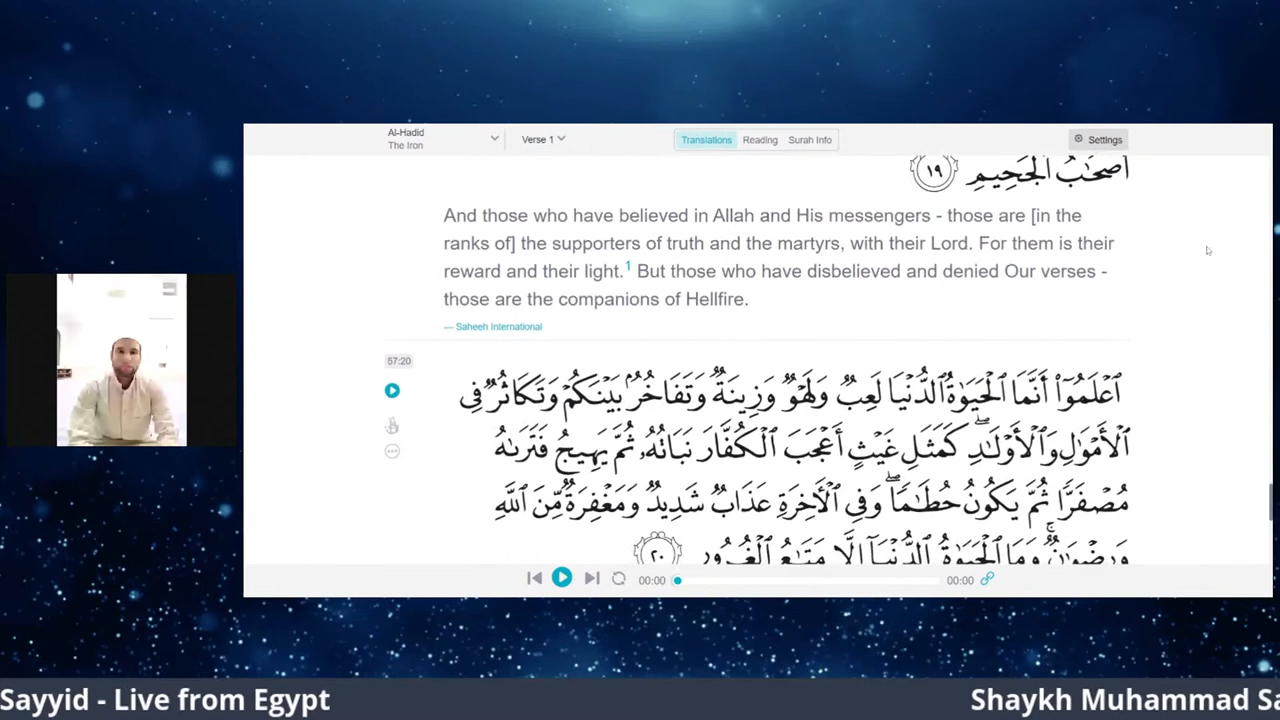 Al-Hadid
The Iron
Verse 1
Translations Reading Surah Info
Settings
أَصْحَٰبُ ٱلْجَحِيمِ ١٩
And those who have believed in Allah and His messengers - those are [in the
ranks of] the supporters of truth and the martyrs, with their Lord. For them is their
reward and their light.1 But those who have disbelieved and denied Our verses -
those are the companions of Hellfire.
— Saheeh International
57:20
ٱعْلَمُوٓا۟ أَنَّمَا ٱلْحَيَوٰةُ ٱلدُّنْيَا لَعِبٌ وَلَهْوٌ وَزِينَةٌ وَتَفَاخُرٌۢ بَيْنَكُمْ وَتَكَاثُرٌ فِى
ٱلْأَمْوَٰلِ وَٱلْأَوْلَٰدِ ۖ كَمَثَلِ غَيْثٍ أَعْجَبَ ٱلْكُفَّارَ نَبَاتُهُۥ ثُمَّ يَهِيجُ فَتَرَىٰهُ
مُصْفَرًّا ثُمَّ يَكُونُ حُطَٰمًا ۖ وَفِى ٱلْـَٔاخِرَةِ عَذَابٌ شَدِيدٌ وَمَغْفِرَةٌ مِّنَ ٱللَّهِ
وَرِضْوَٰنٌ ۚ وَمَا ٱلْحَيَوٰةُ ٱلدُّنْيَآ إِلَّا مَتَٰعُ ٱلْغُرُورِ ٢٠
00:00 00:00
Sayyid - Live from Egypt Shaykh Muhammad Sa